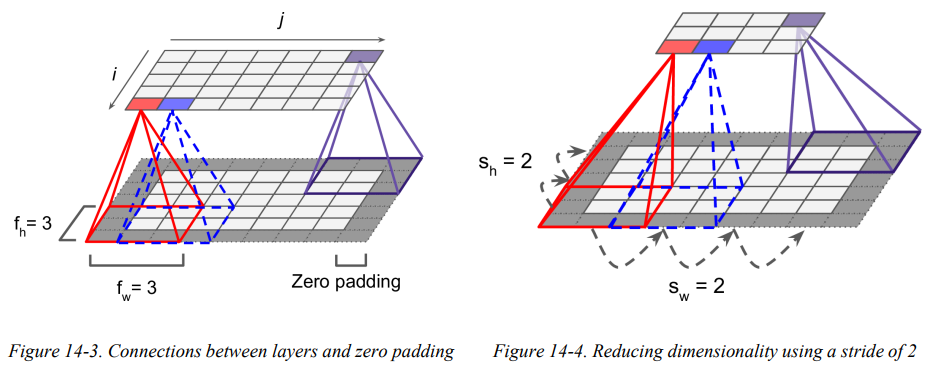 j
i
f_h = 3
f_w = 3
Zero padding
Figure 14-3. Connections between layers and zero padding
s_h = 2
s_w = 2
Figure 14-4. Reducing dimensionality using a stride of 2